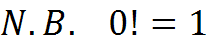 N.B. 0! = 1